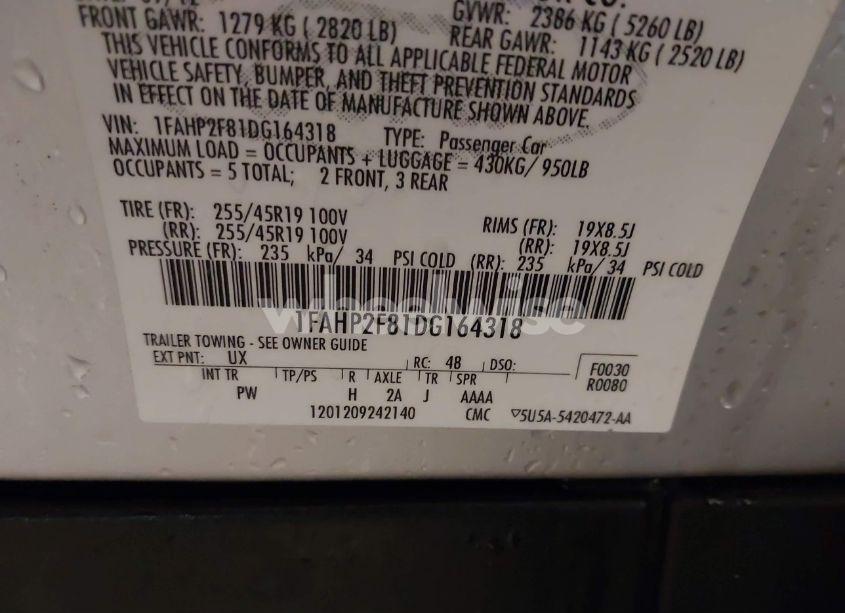 FRONT GAWR: 1279 KG ( 2820 LB)
GVWR: 2386 KG ( 5260 LB)
REAR GAWR: 1143 KG ( 2520 LB)
THIS VEHICLE CONFORMS TO ALL APPLICABLE FEDERAL MOTOR
VEHICLE SAFETY, BUMPER, AND THEFT PREVENTION STANDARDS
IN EFFECT ON THE DATE OF MANUFACTURE SHOWN ABOVE.
VIN: 1FAHP2F81DG164318 TYPE: Passenger Car
MAXIMUM LOAD = OCCUPANTS + LUGGAGE = 430KG/ 950LB
OCCUPANTS = 5 TOTAL; 2 FRONT, 3 REAR
TIRE (FR): 255/45R19 100V RIMS (FR): 19X8.5J
(RR): 255/45R19 100V (RR): 19X8.5J
PRESSURE (FR): 235 kPa/ 34 PSI COLD (RR): 235 kPa/ 34 PSI COLD
1FAHP2F81DG164318
TRAILER TOWING - SEE OWNER GUIDE
EXT PNT: UX RC: 48 DSO:
F0030
R0080
INT TR TP/PS R AXLE TR SPR
PW H 2A J AAAA
1201209242140 CMC ▽5U5A-5420472-AA